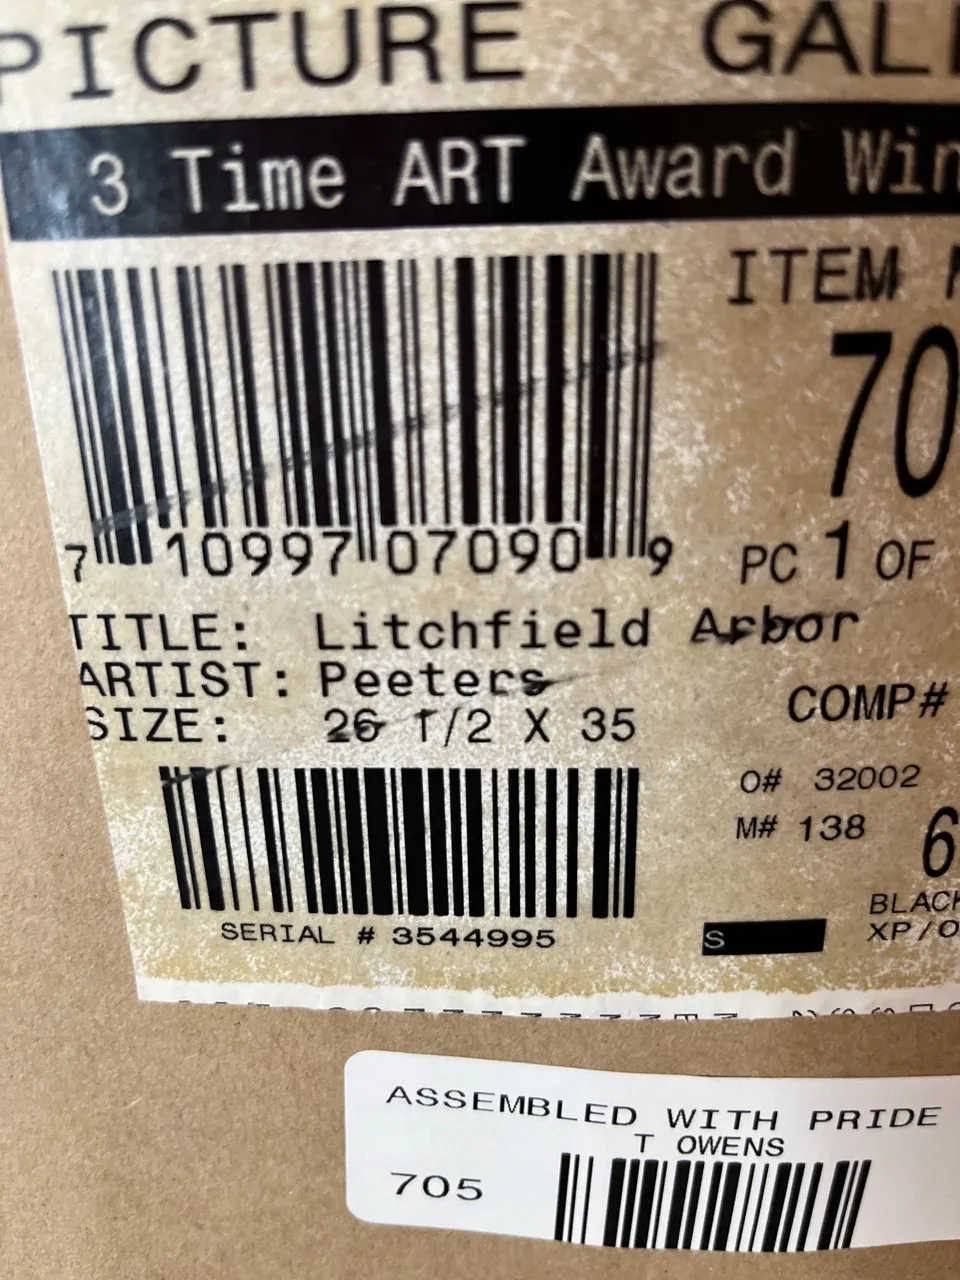 PICTURE GAL
3 Time ART Award Win
ITEM
70
7 10997 07090 9
PC 1 OF
TITLE: Litchfield Arbor
ARTIST: Peeters
SIZE: 26 1/2 X 35
COMP#
O# 32002
M# 138
6
SERIAL # 3544995
S
BLACK
XP/O
ASSEMBLED WITH PRIDE
T OWENS
705